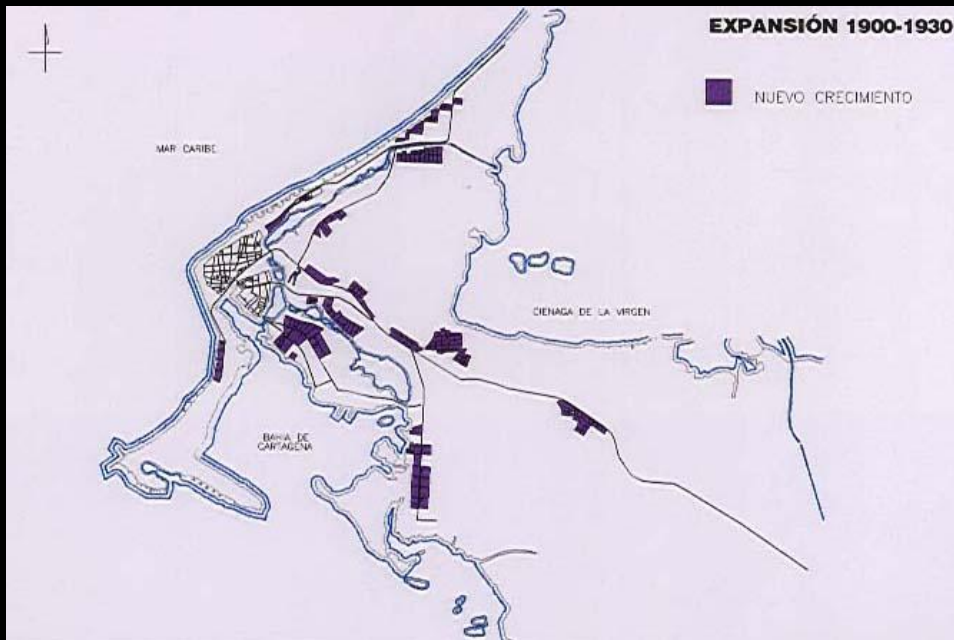 EXPANSIÓN 1900-1930
NUEVO CRECIMIENTO
MAR CARIBE
CIENAGA DE LA VIRGEN
BAHIA DE
CARTAGENA